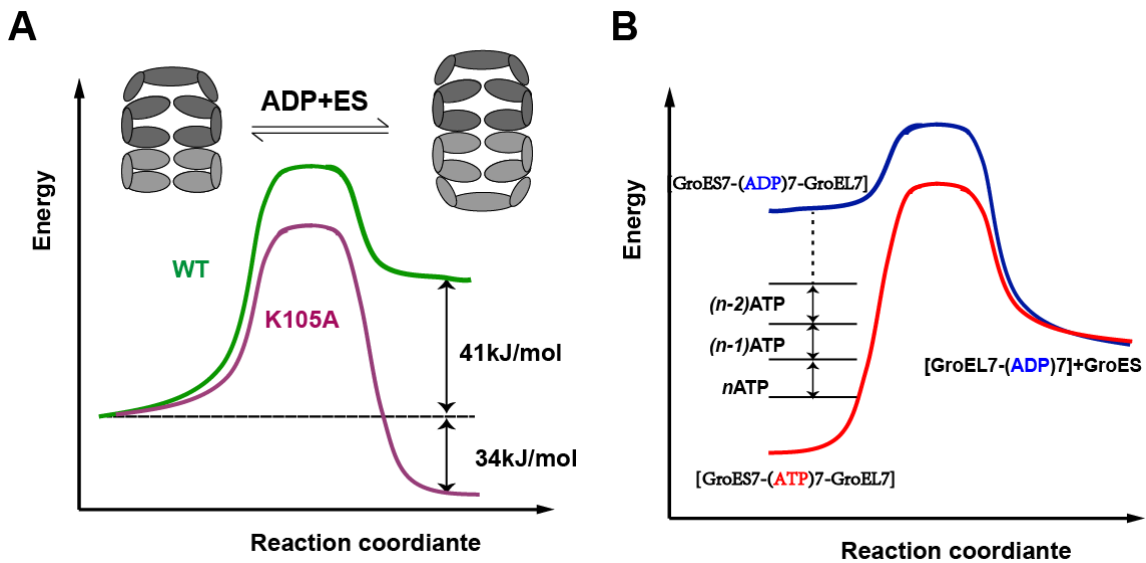 A
ADP+ES
Energy
WT
K105A
41kJ/mol
34kJ/mol
Reaction coordiante
B
[GroES7-(ADP)7-GroEL7]
Energy
(n-2)ATP
(n-1)ATP
nATP
[GroEL7-(ADP)7]+GroES
[GroES7-(ATP)7-GroEL7]
Reaction coordiante